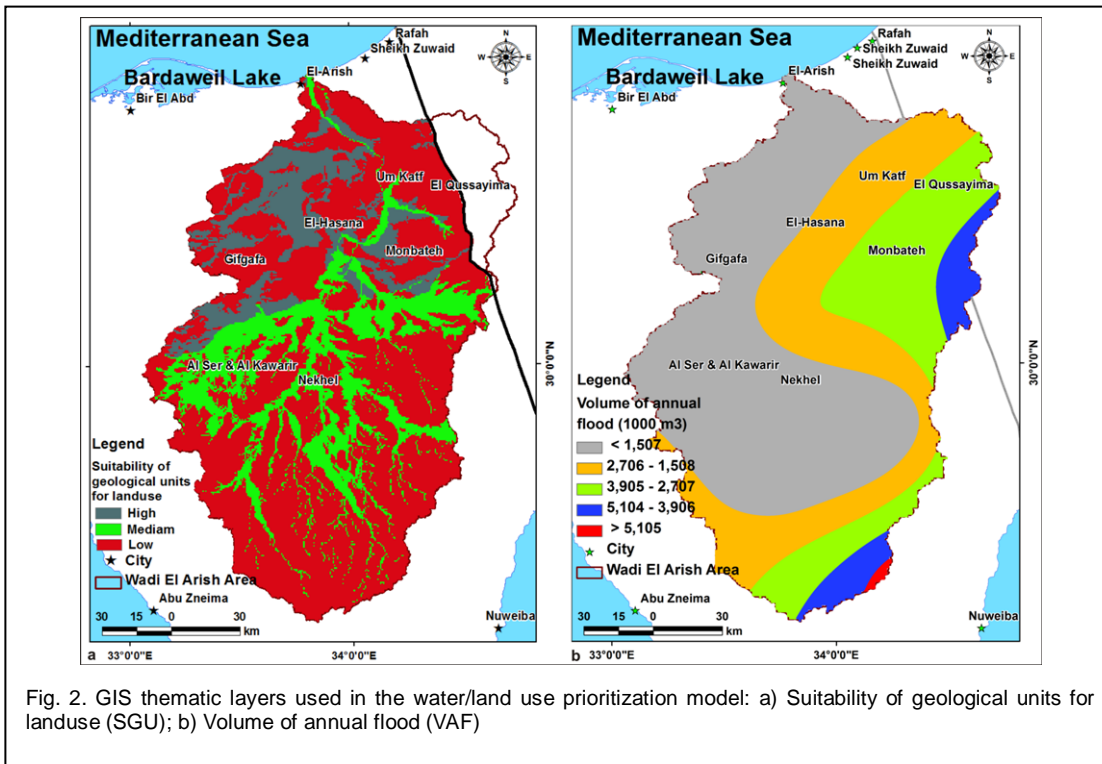 Mediterranean Sea
Rafah
Sheikh Zuwaid
Bardaweil Lake
El-Arish
Bir El Abd
N
W E
S
Um Katf
El Qussayima
El-Hasana
Monbateh
Gifgafa
Al Ser & Al Kawarir
Nekhel
30°0'0"N
Legend
Suitability of
geological units
for landuse
High
Mediam
Low
City
Wadi El Arish Area
Abu Zneima
30 15 0 30
km
Nuweiba
a
33°0'0"E 34°0'0"E
Mediterranean Sea
Rafah
Sheikh Zuwaid
Sheikh Zuwaid
Bardaweil Lake
El-Arish
Bir El Abd
N
W E
S
Um Katf
El Qussayima
El-Hasana
Monbateh
Gifgafa
Al Ser & Al Kawarir
Nekhel
30°0'0"N
Legend
Volume of annual
flood (1000 m3)
< 1,507
2,706 - 1,508
3,905 - 2,707
5,104 - 3,906
> 5,105
City
Wadi El Arish Area
Abu Zneima
30 15 0 30
km
Nuweiba
b
33°0'0"E 34°0'0"E
Fig. 2. GIS thematic layers used in the water/land use prioritization model: a) Suitability of geological units for
landuse (SGU); b) Volume of annual flood (VAF)